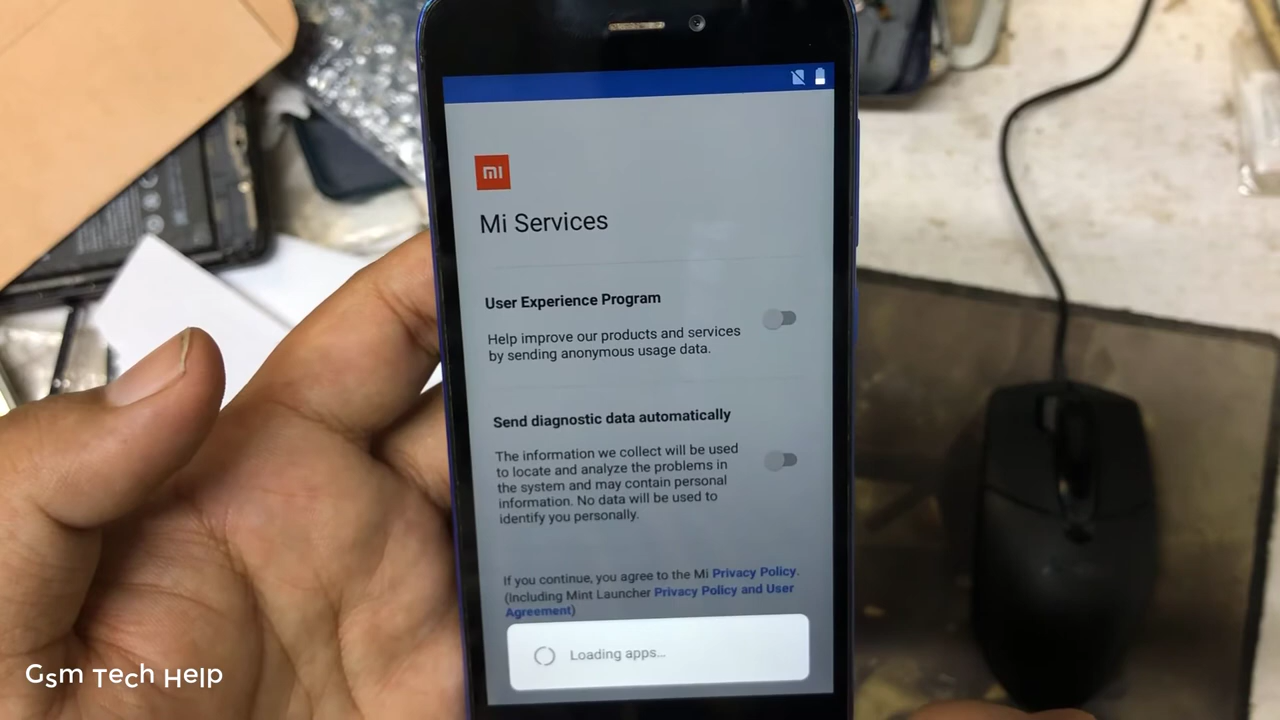 mi
Mi Services
User Experience Program
Help improve our products and services
by sending anonymous usage data.
Send diagnostic data automatically
The information we collect will be used
to locate and analyze the problems in
the system and may contain personal
information. No data will be used to
identify you personally.
If you continue, you agree to the Mi Privacy Policy.
(Including Mint Launcher Privacy Policy and User
Agreement)
Loading apps...
Gsm Tech Help